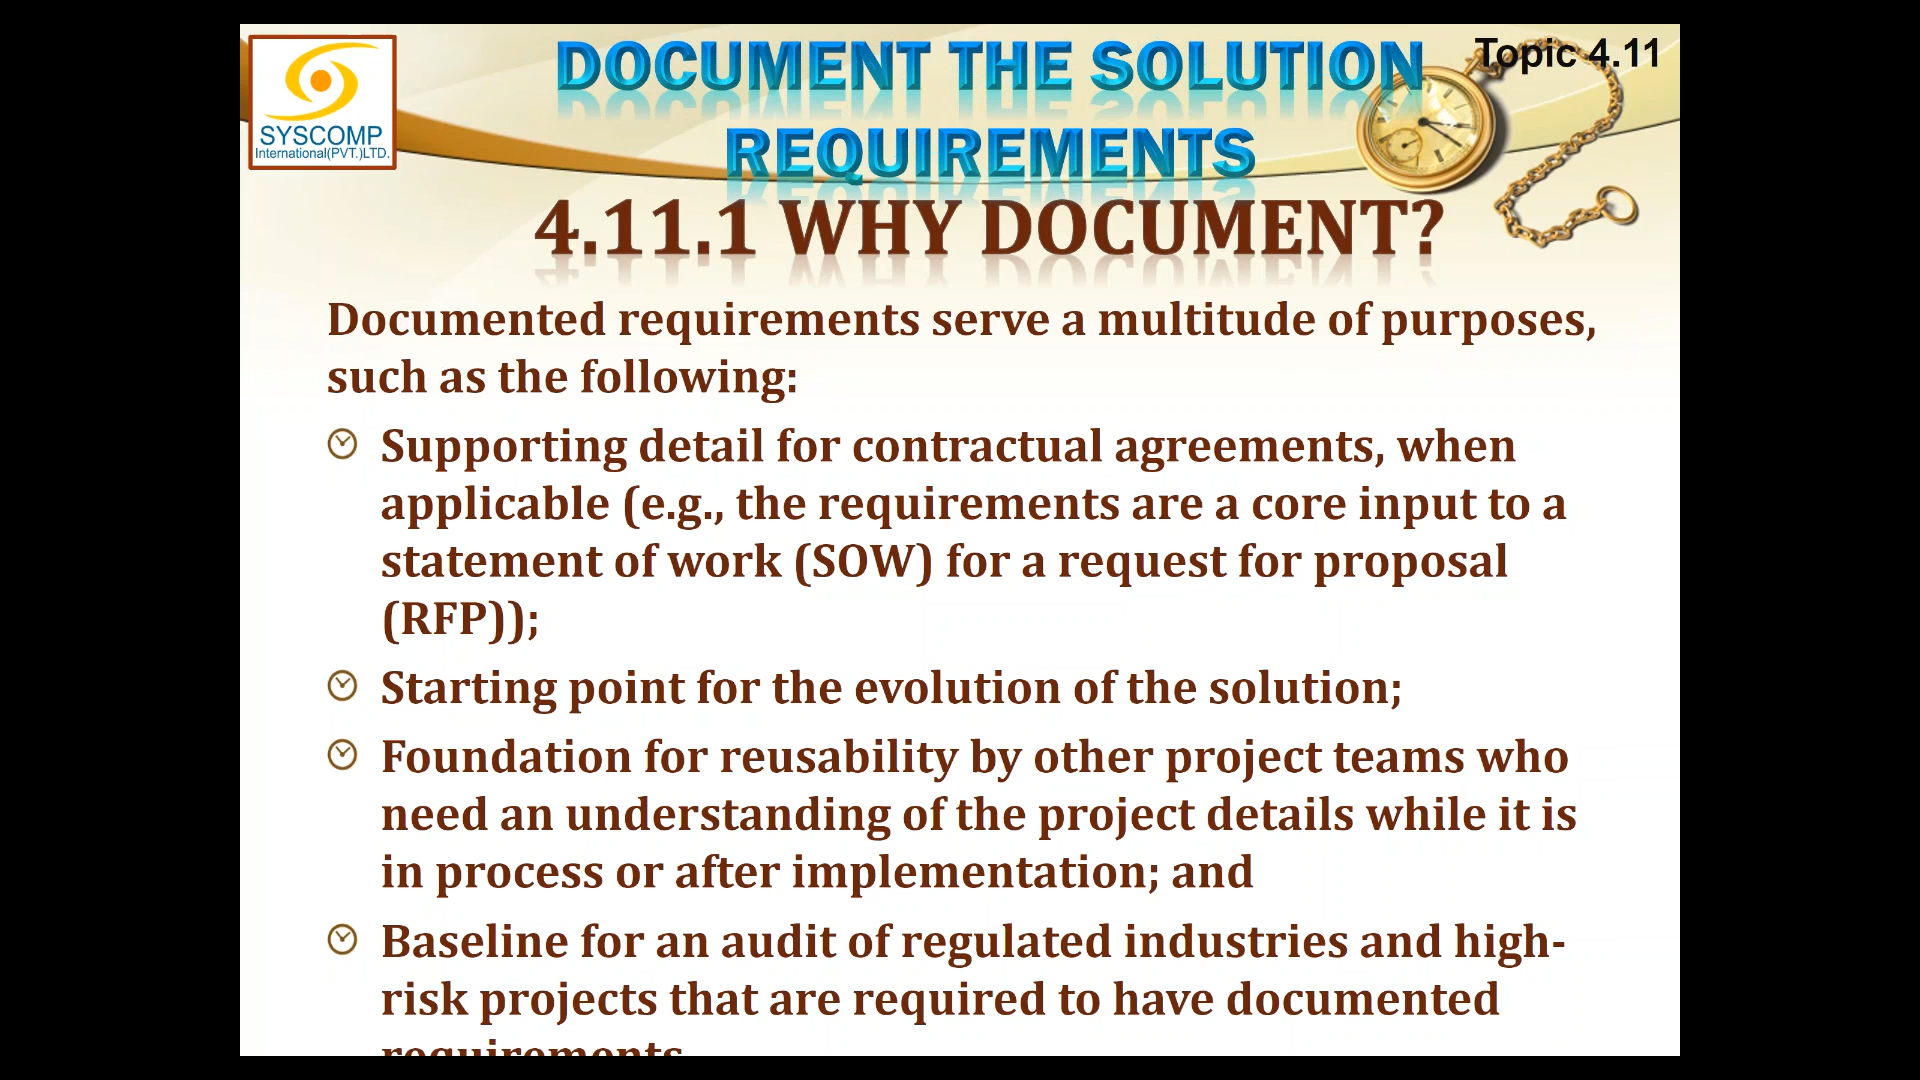 SYSCOMP
International(PVT.)LTD.
DOCUMENT THE SOLUTION
REQUIREMENTS
Topic 4.11
4.11.1 WHY DOCUMENT?
Documented requirements serve a multitude of purposes,
such as the following:
Supporting detail for contractual agreements, when
applicable (e.g., the requirements are a core input to a
statement of work (SOW) for a request for proposal
(RFP));
Starting point for the evolution of the solution;
Foundation for reusability by other project teams who
need an understanding of the project details while it is
in process or after implementation; and
Baseline for an audit of regulated industries and high-
risk projects that are required to have documented
requirements